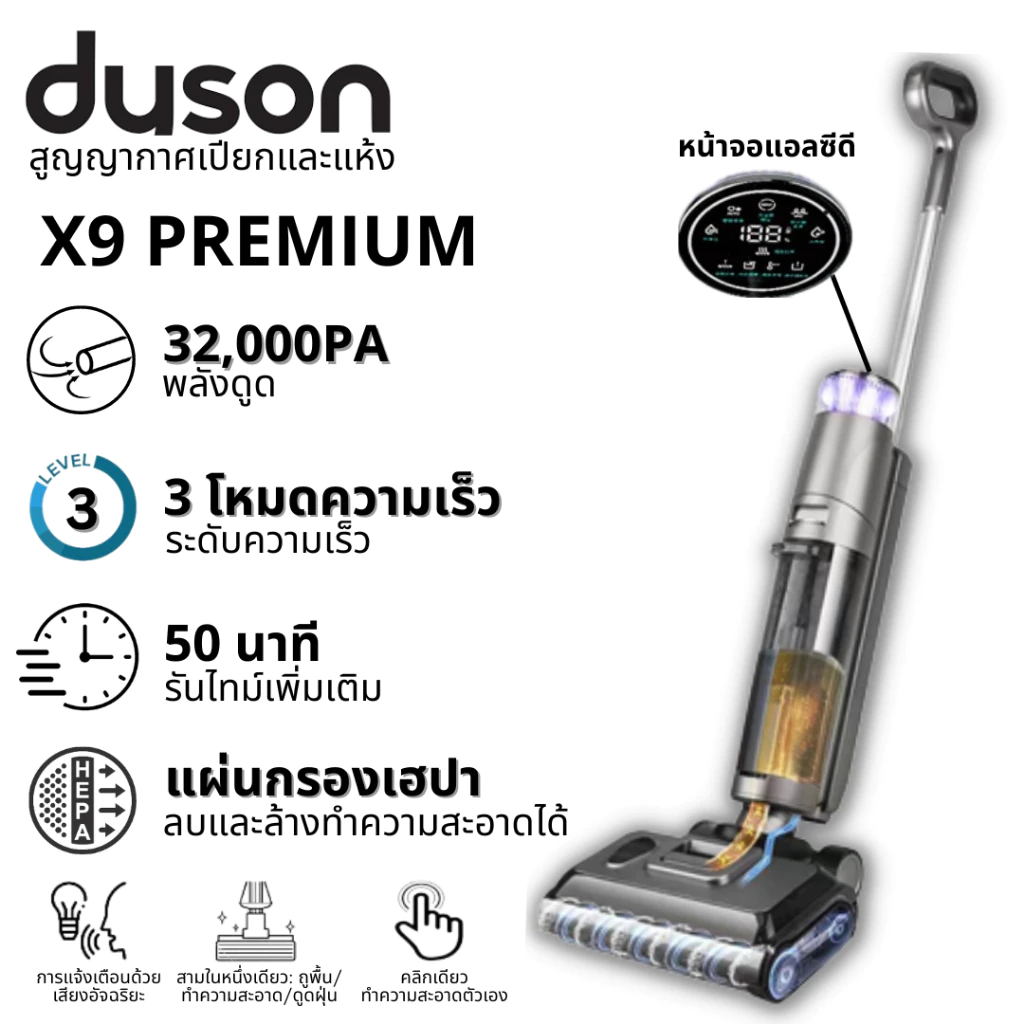 duson
สูญญากาศเปียกและแห้ง
X9 PREMIUM
หน้าจอแอลซีดี
188
32,000PA
พลังดูด
LEVEL
3
3 โหมดความเร็ว
ระดับความเร็ว
50 นาที
รันไทม์เพิ่มเติม
HEPA
แผ่นกรองเฮปา
ลบและล้างทำความสะอาดได้
การแจ้งเตือนด้วย
เสียงอัจฉริยะ
สามในหนึ่งเดียว: ถูพื้น/
ทำความสะอาด/ดูดฝุ่น
คลิกเดียว
ทำความสะอาดตัวเอง